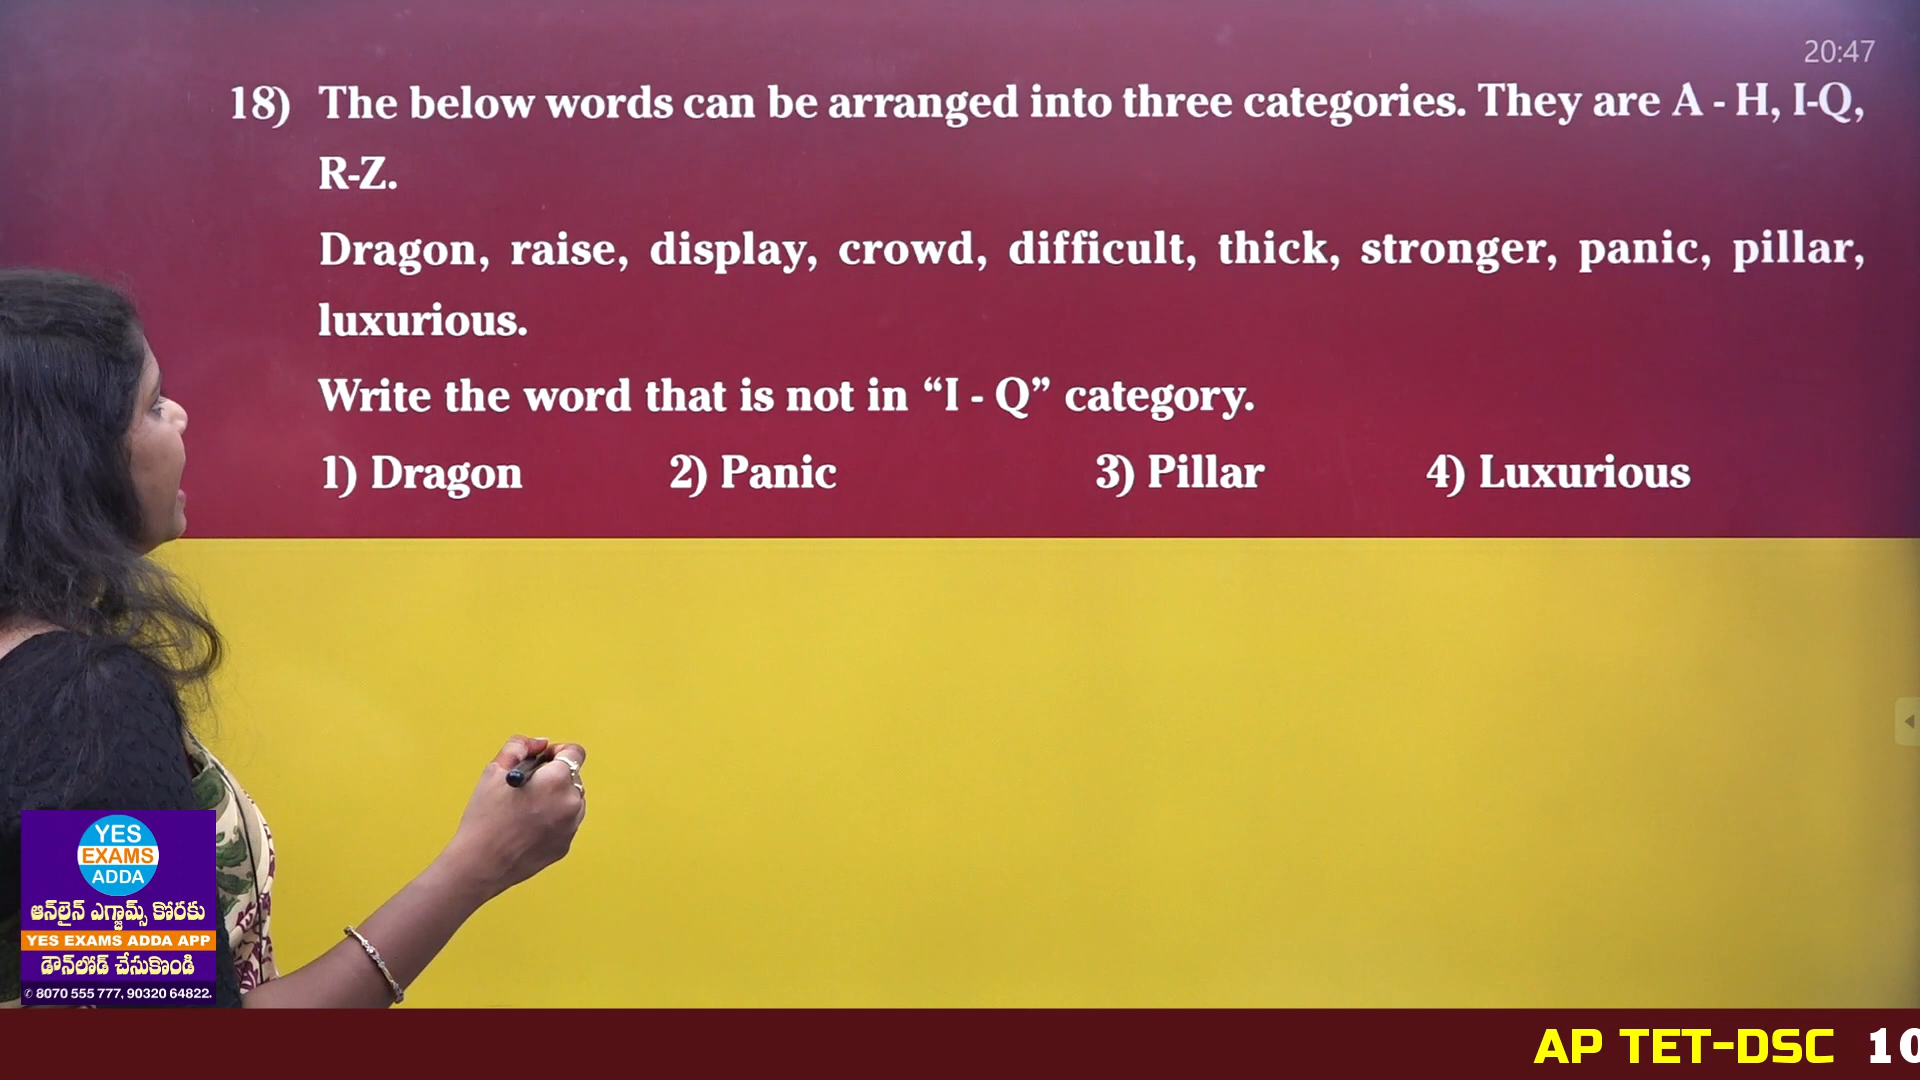 20:47
18) The below words can be arranged into three categories. They are A - H, I-Q,
R-Z.
Dragon, raise, display, crowd, difficult, thick, stronger, panic, pillar,
luxurious.
Write the word that is not in “I - Q” category.
1) Dragon 2) Panic 3) Pillar 4) Luxurious
YES
EXAMS
ADDA
ఆన్‌లైన్ ఎగ్జామ్స్ కోరకు
YES EXAMS ADDA APP
డౌన్‌లోడ్ చేసుకొండి
✆ 8070 555 777, 90320 64822.
AP TET-DSC 10